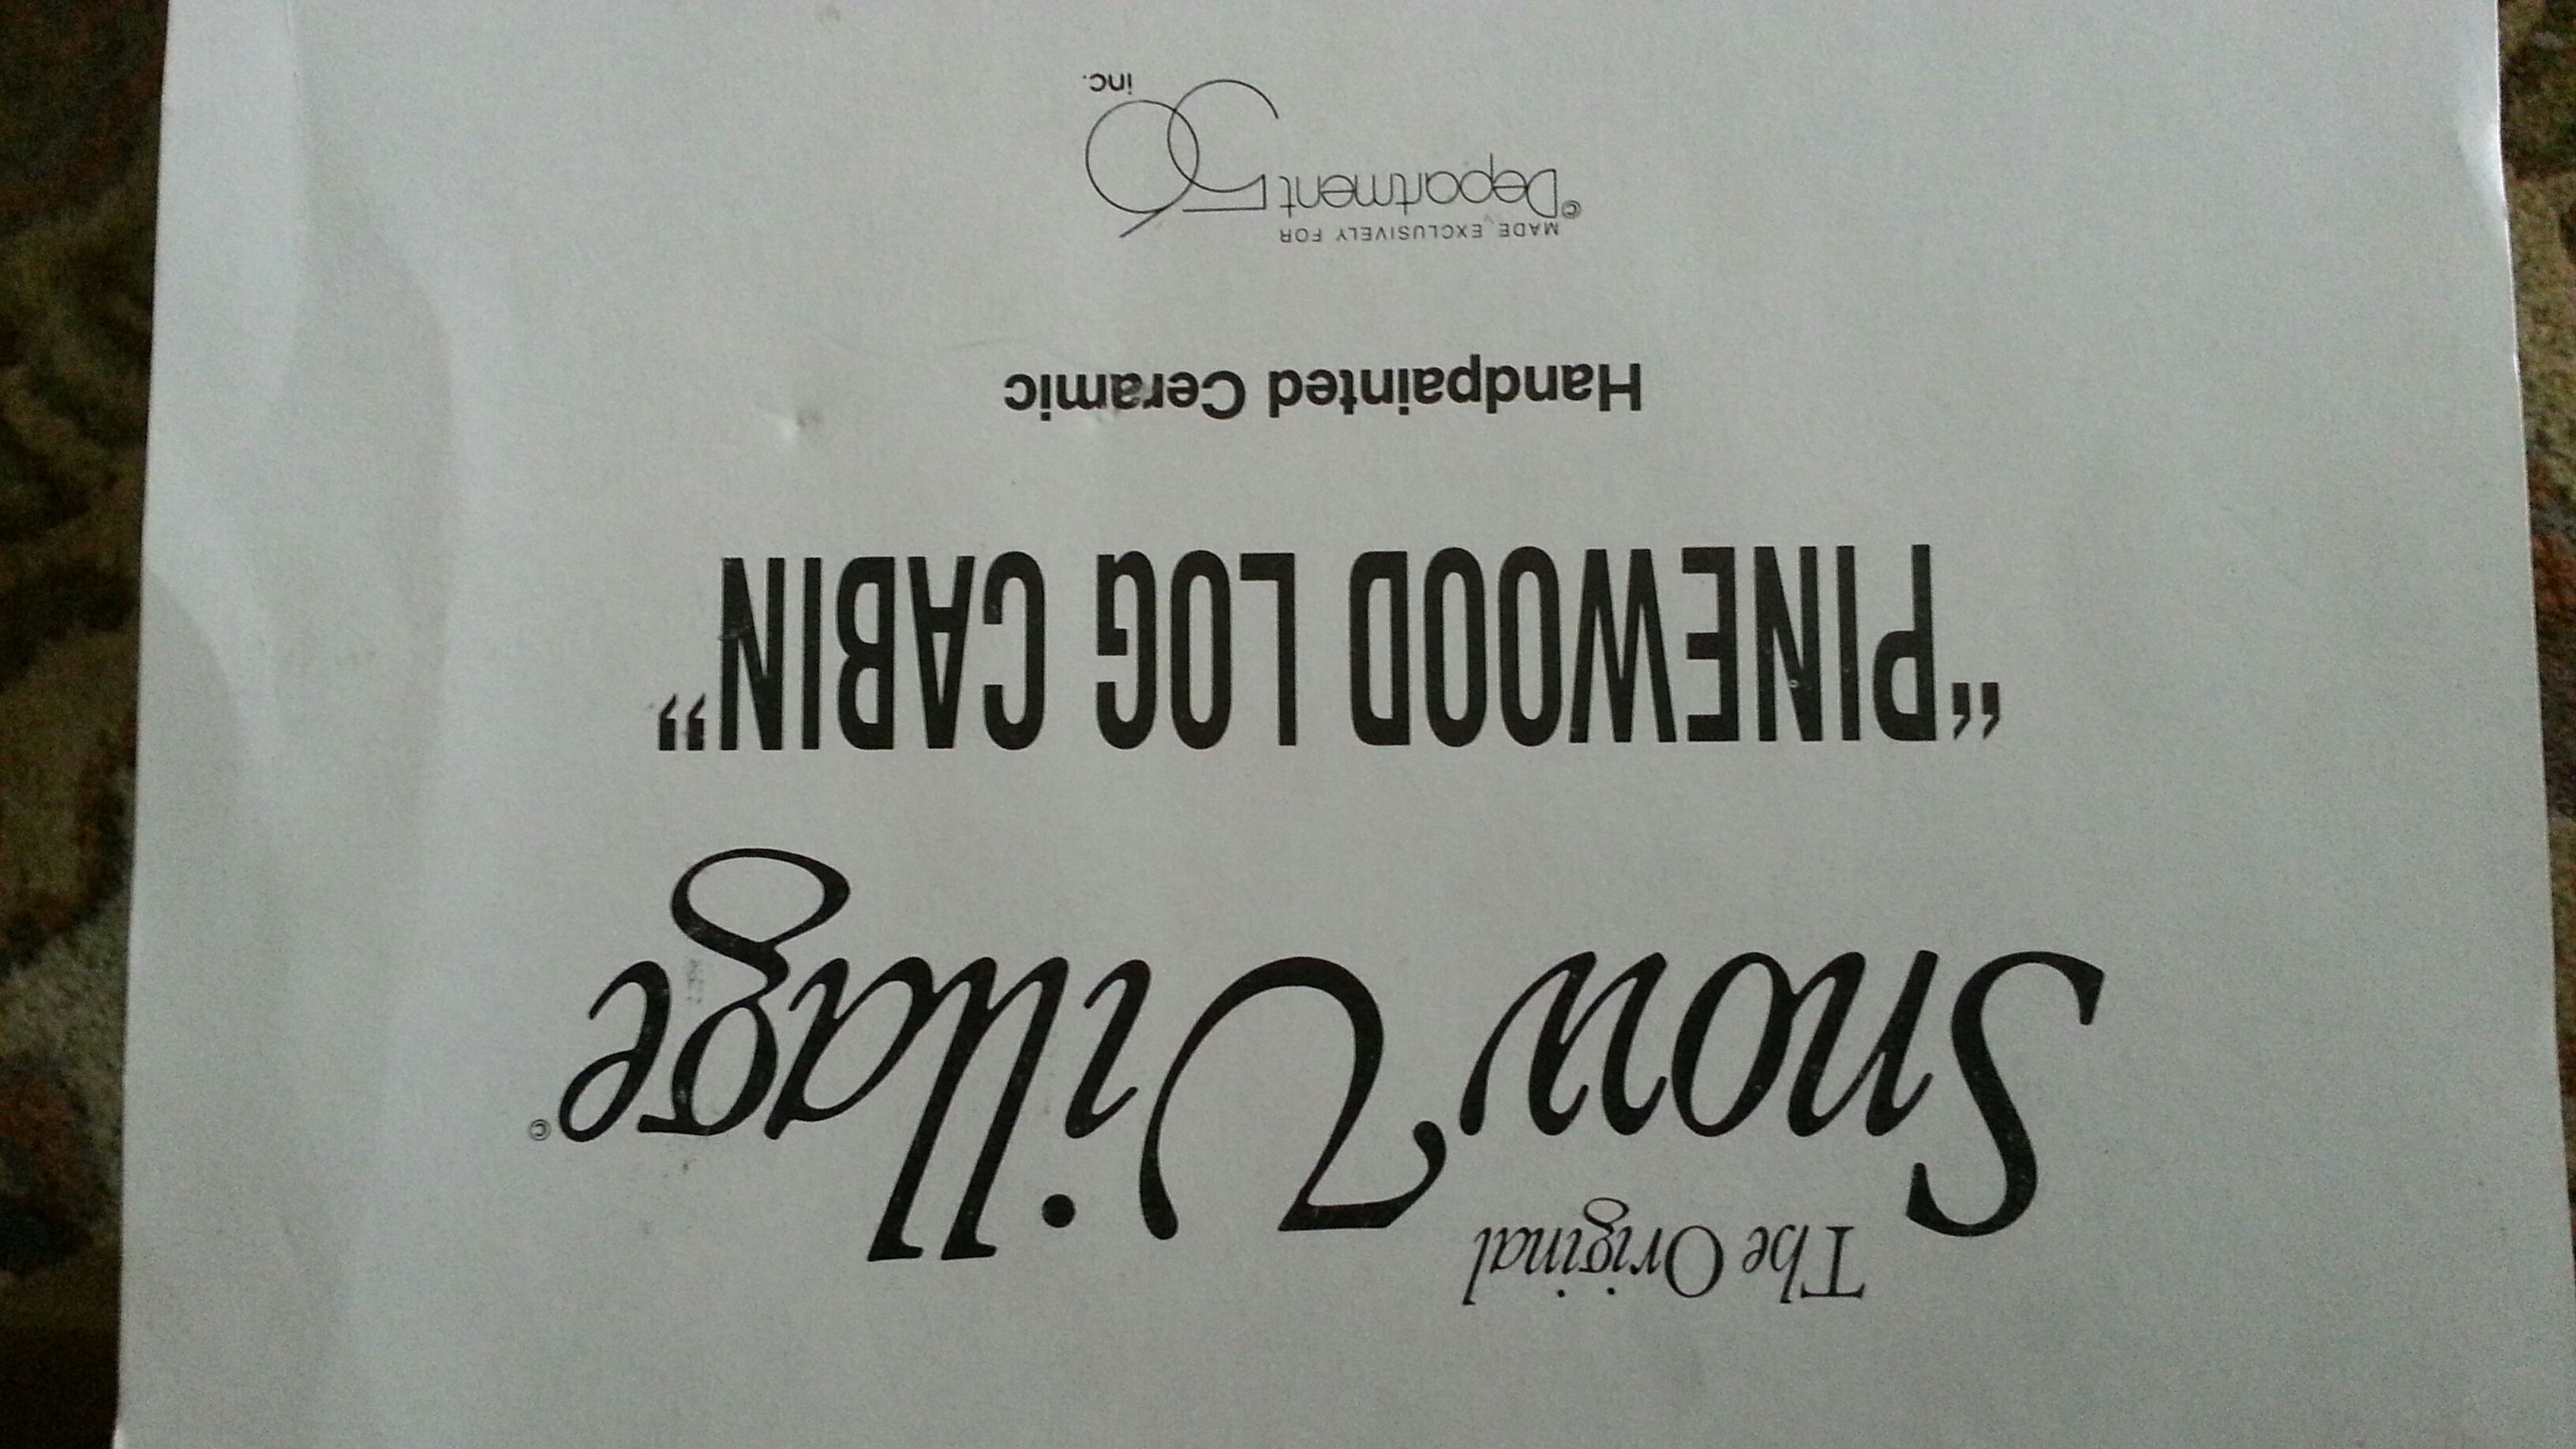 The Original
Snow Village©
“PINEWOOD LOG CABIN”
Handpainted Ceramic
MADE EXCLUSIVELY FOR
©Department 56
inc.